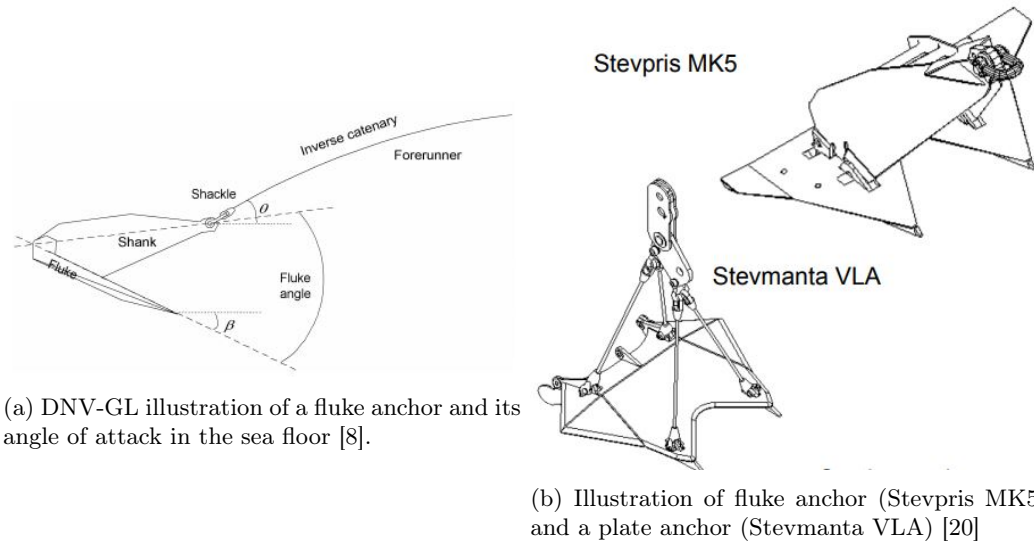 Stevpris MK5
Inverse catenary
Forerunner
Shackle
θ
Shank
Fluke
Fluke
angle
β
Stevmanta VLA
(a) DNV-GL illustration of a fluke anchor and its
angle of attack in the sea floor [8].
(b) Illustration of fluke anchor (Stevpris MK5
and a plate anchor (Stevmanta VLA) [20]